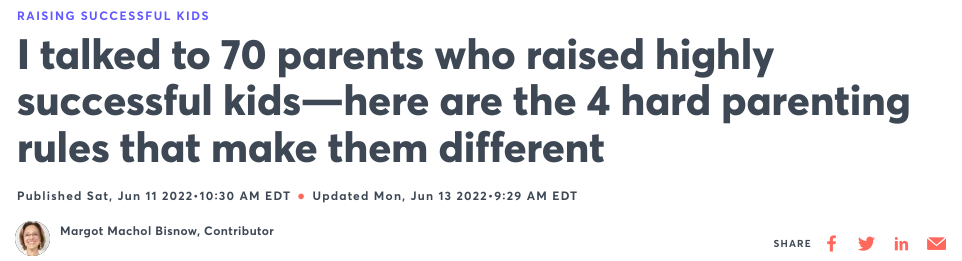 RAISING SUCCESSFUL KIDS
I talked to 70 parents who raised highly
successful kids—here are the 4 hard parenting
rules that make them different
Published Sat, Jun 11 2022•10:30 AM EDT • Updated Mon, Jun 13 2022•9:29 AM EDT
Margot Machol Bisnow, Contributor
SHARE